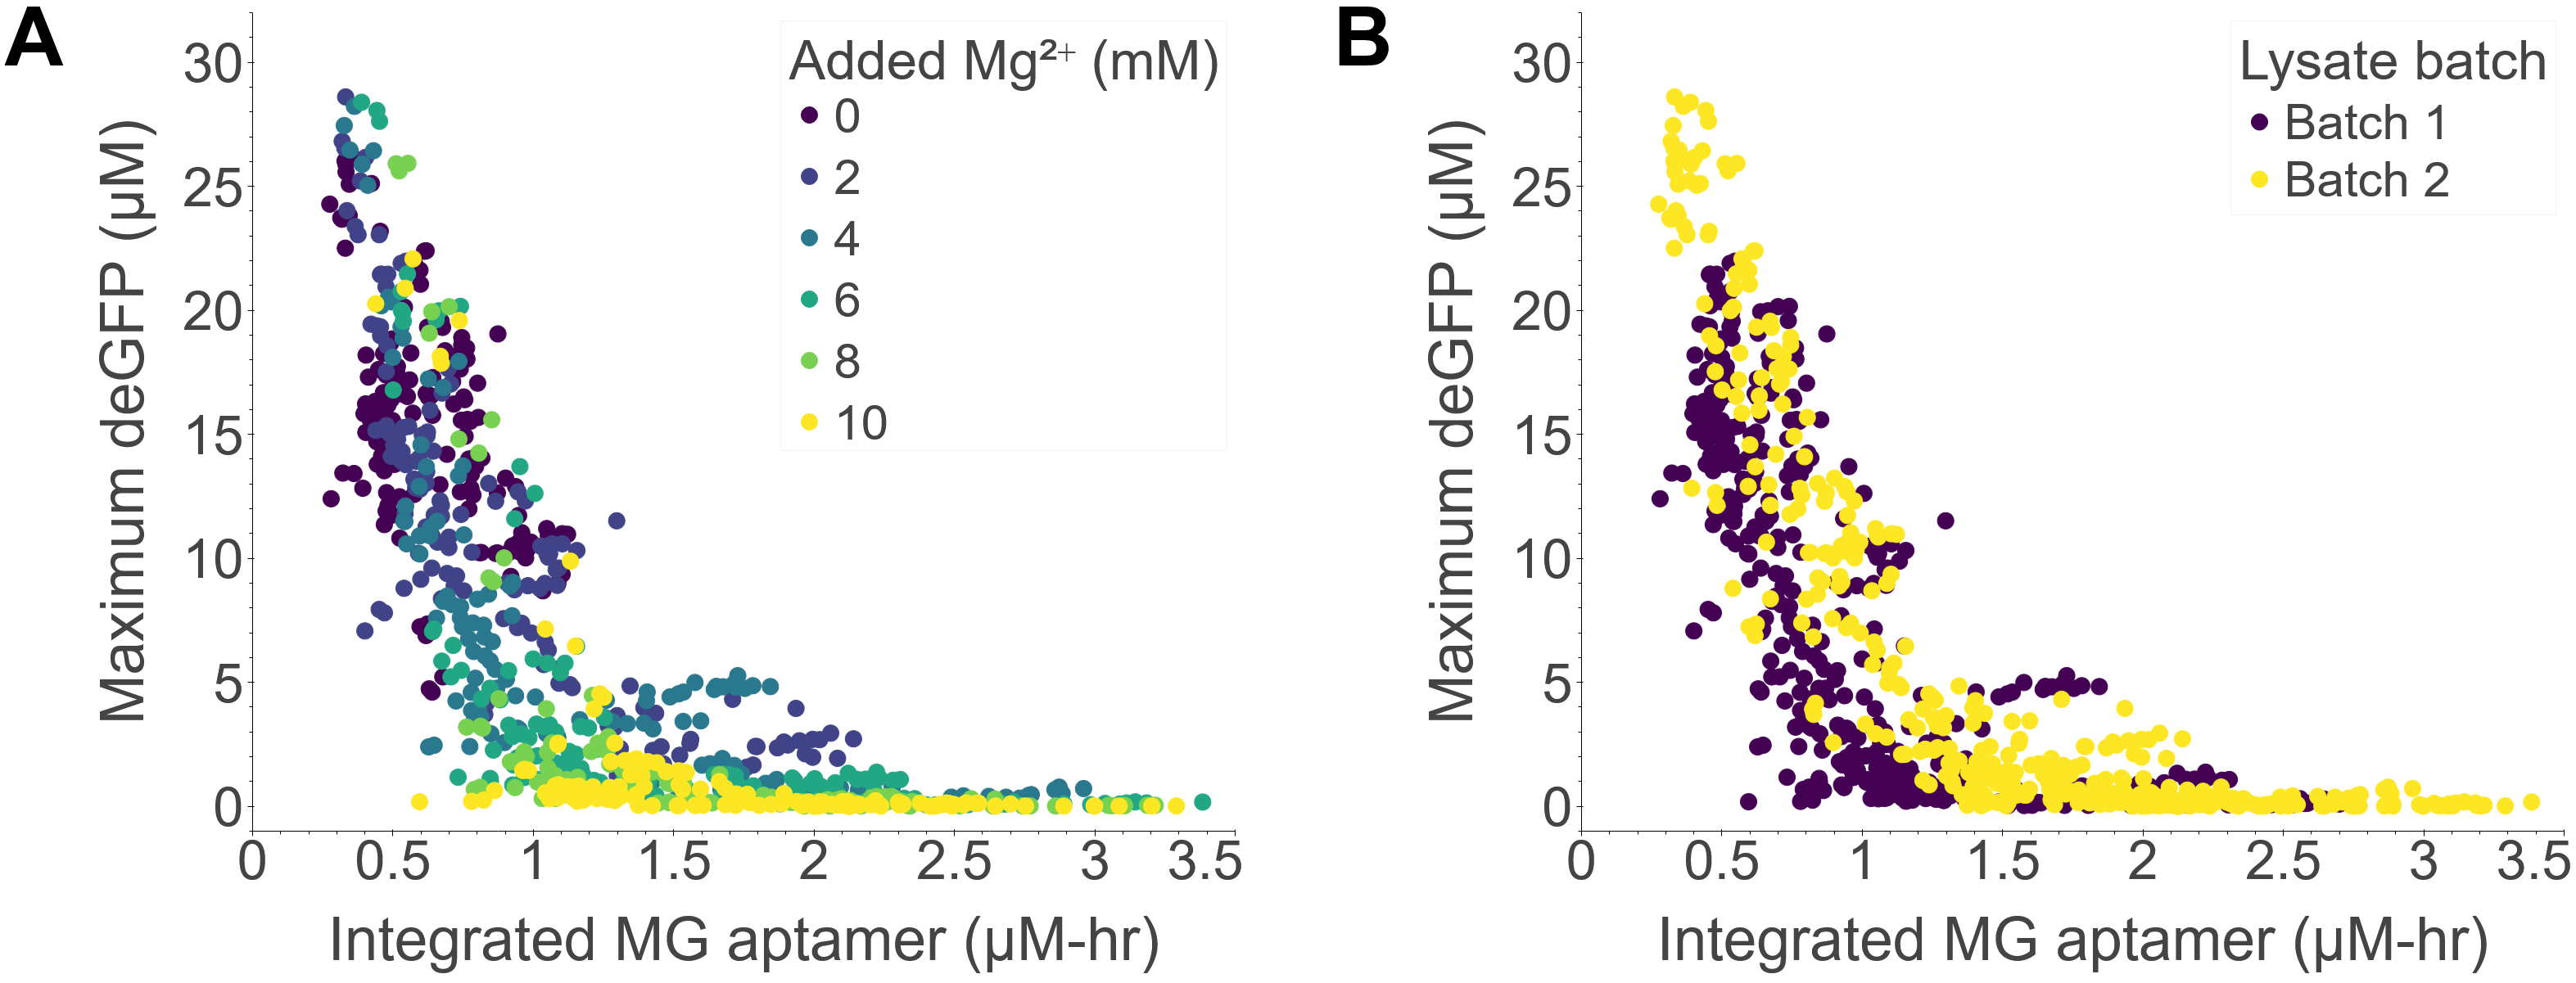 A
Maximum deGFP (µM)
30
25
20
15
10
5
0
0 0.5 1 1.5 2 2.5 3 3.5
Integrated MG aptamer (µM-hr)
Added Mg²⁺ (mM)
0
2
4
6
8
10
B
Maximum deGFP (µM)
30
25
20
15
10
5
0
0 0.5 1 1.5 2 2.5 3 3.5
Integrated MG aptamer (µM-hr)
Lysate batch
Batch 1
Batch 2